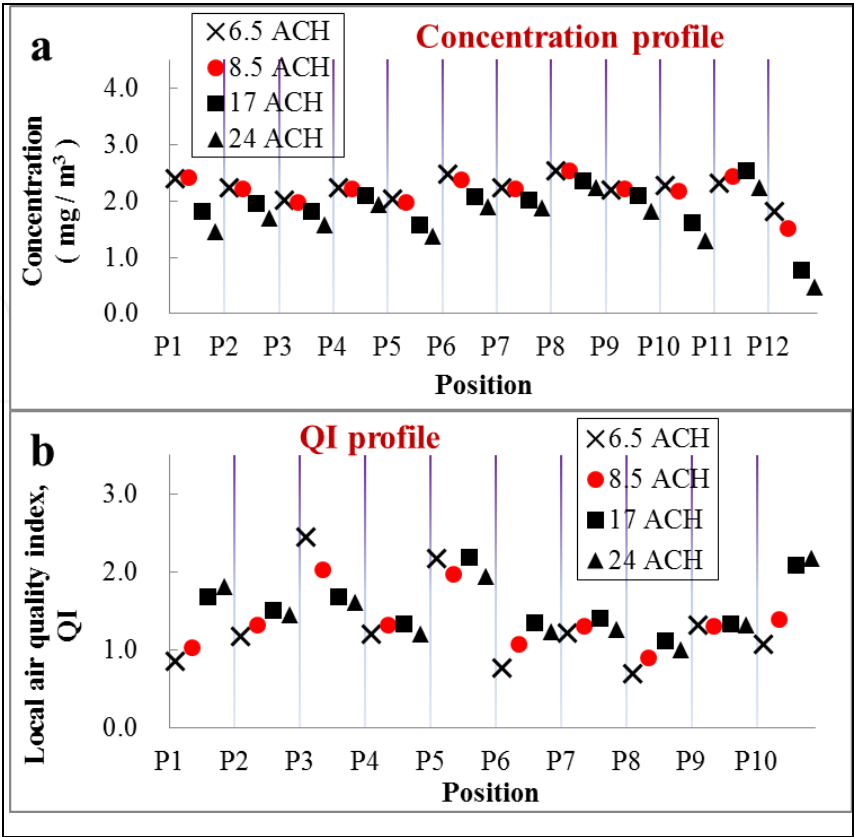 a
6.5 ACH
8.5 ACH
17 ACH
24 ACH
Concentration profile
Concentration
( mg / m³ )
4.0
3.0
2.0
1.0
0.0
P1 P2 P3 P4 P5 P6 P7 P8 P9 P10 P11 P12
Position
b
QI profile
6.5 ACH
8.5 ACH
17 ACH
24 ACH
Local air quality index,
QI
3.0
2.0
1.0
0.0
P1 P2 P3 P4 P5 P6 P7 P8 P9 P10
Position